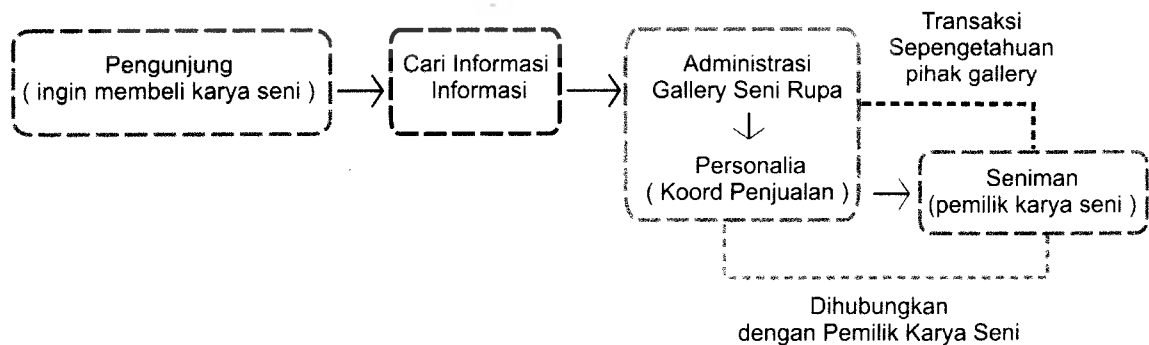 Pengunjung
( ingin membeli karya seni )
Cari Informasi
Informasi
Administrasi
Gallery Seni Rupa
Personalia
( Koord Penjualan )
Transaksi
Sepengetahuan
pihak gallery
Seniman
(pemilik karya seni )
Dihubungkan
dengan Pemilik Karya Seni